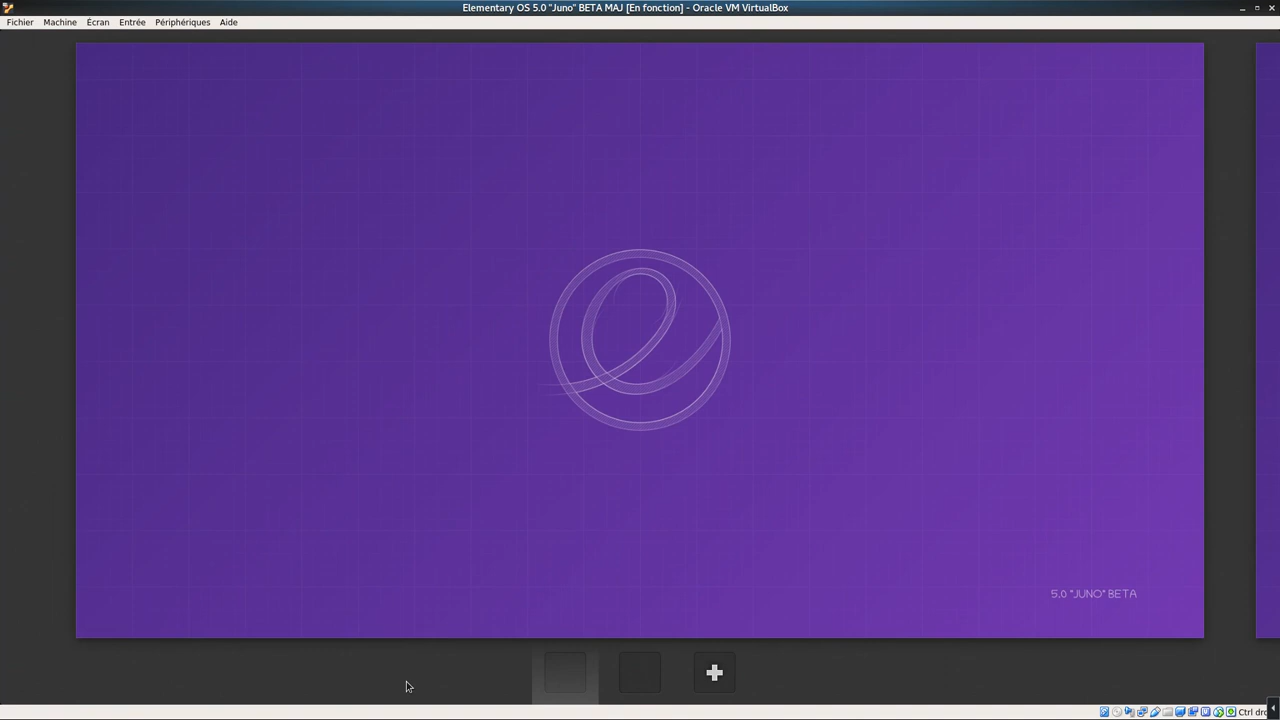 Elementary OS 5.0 "Juno" BETA MAJ [En fonction] - Oracle VM VirtualBox
Fichier Machine Écran Entrée Périphériques Aide
5.0 "JUNO" BETA
Ctrl